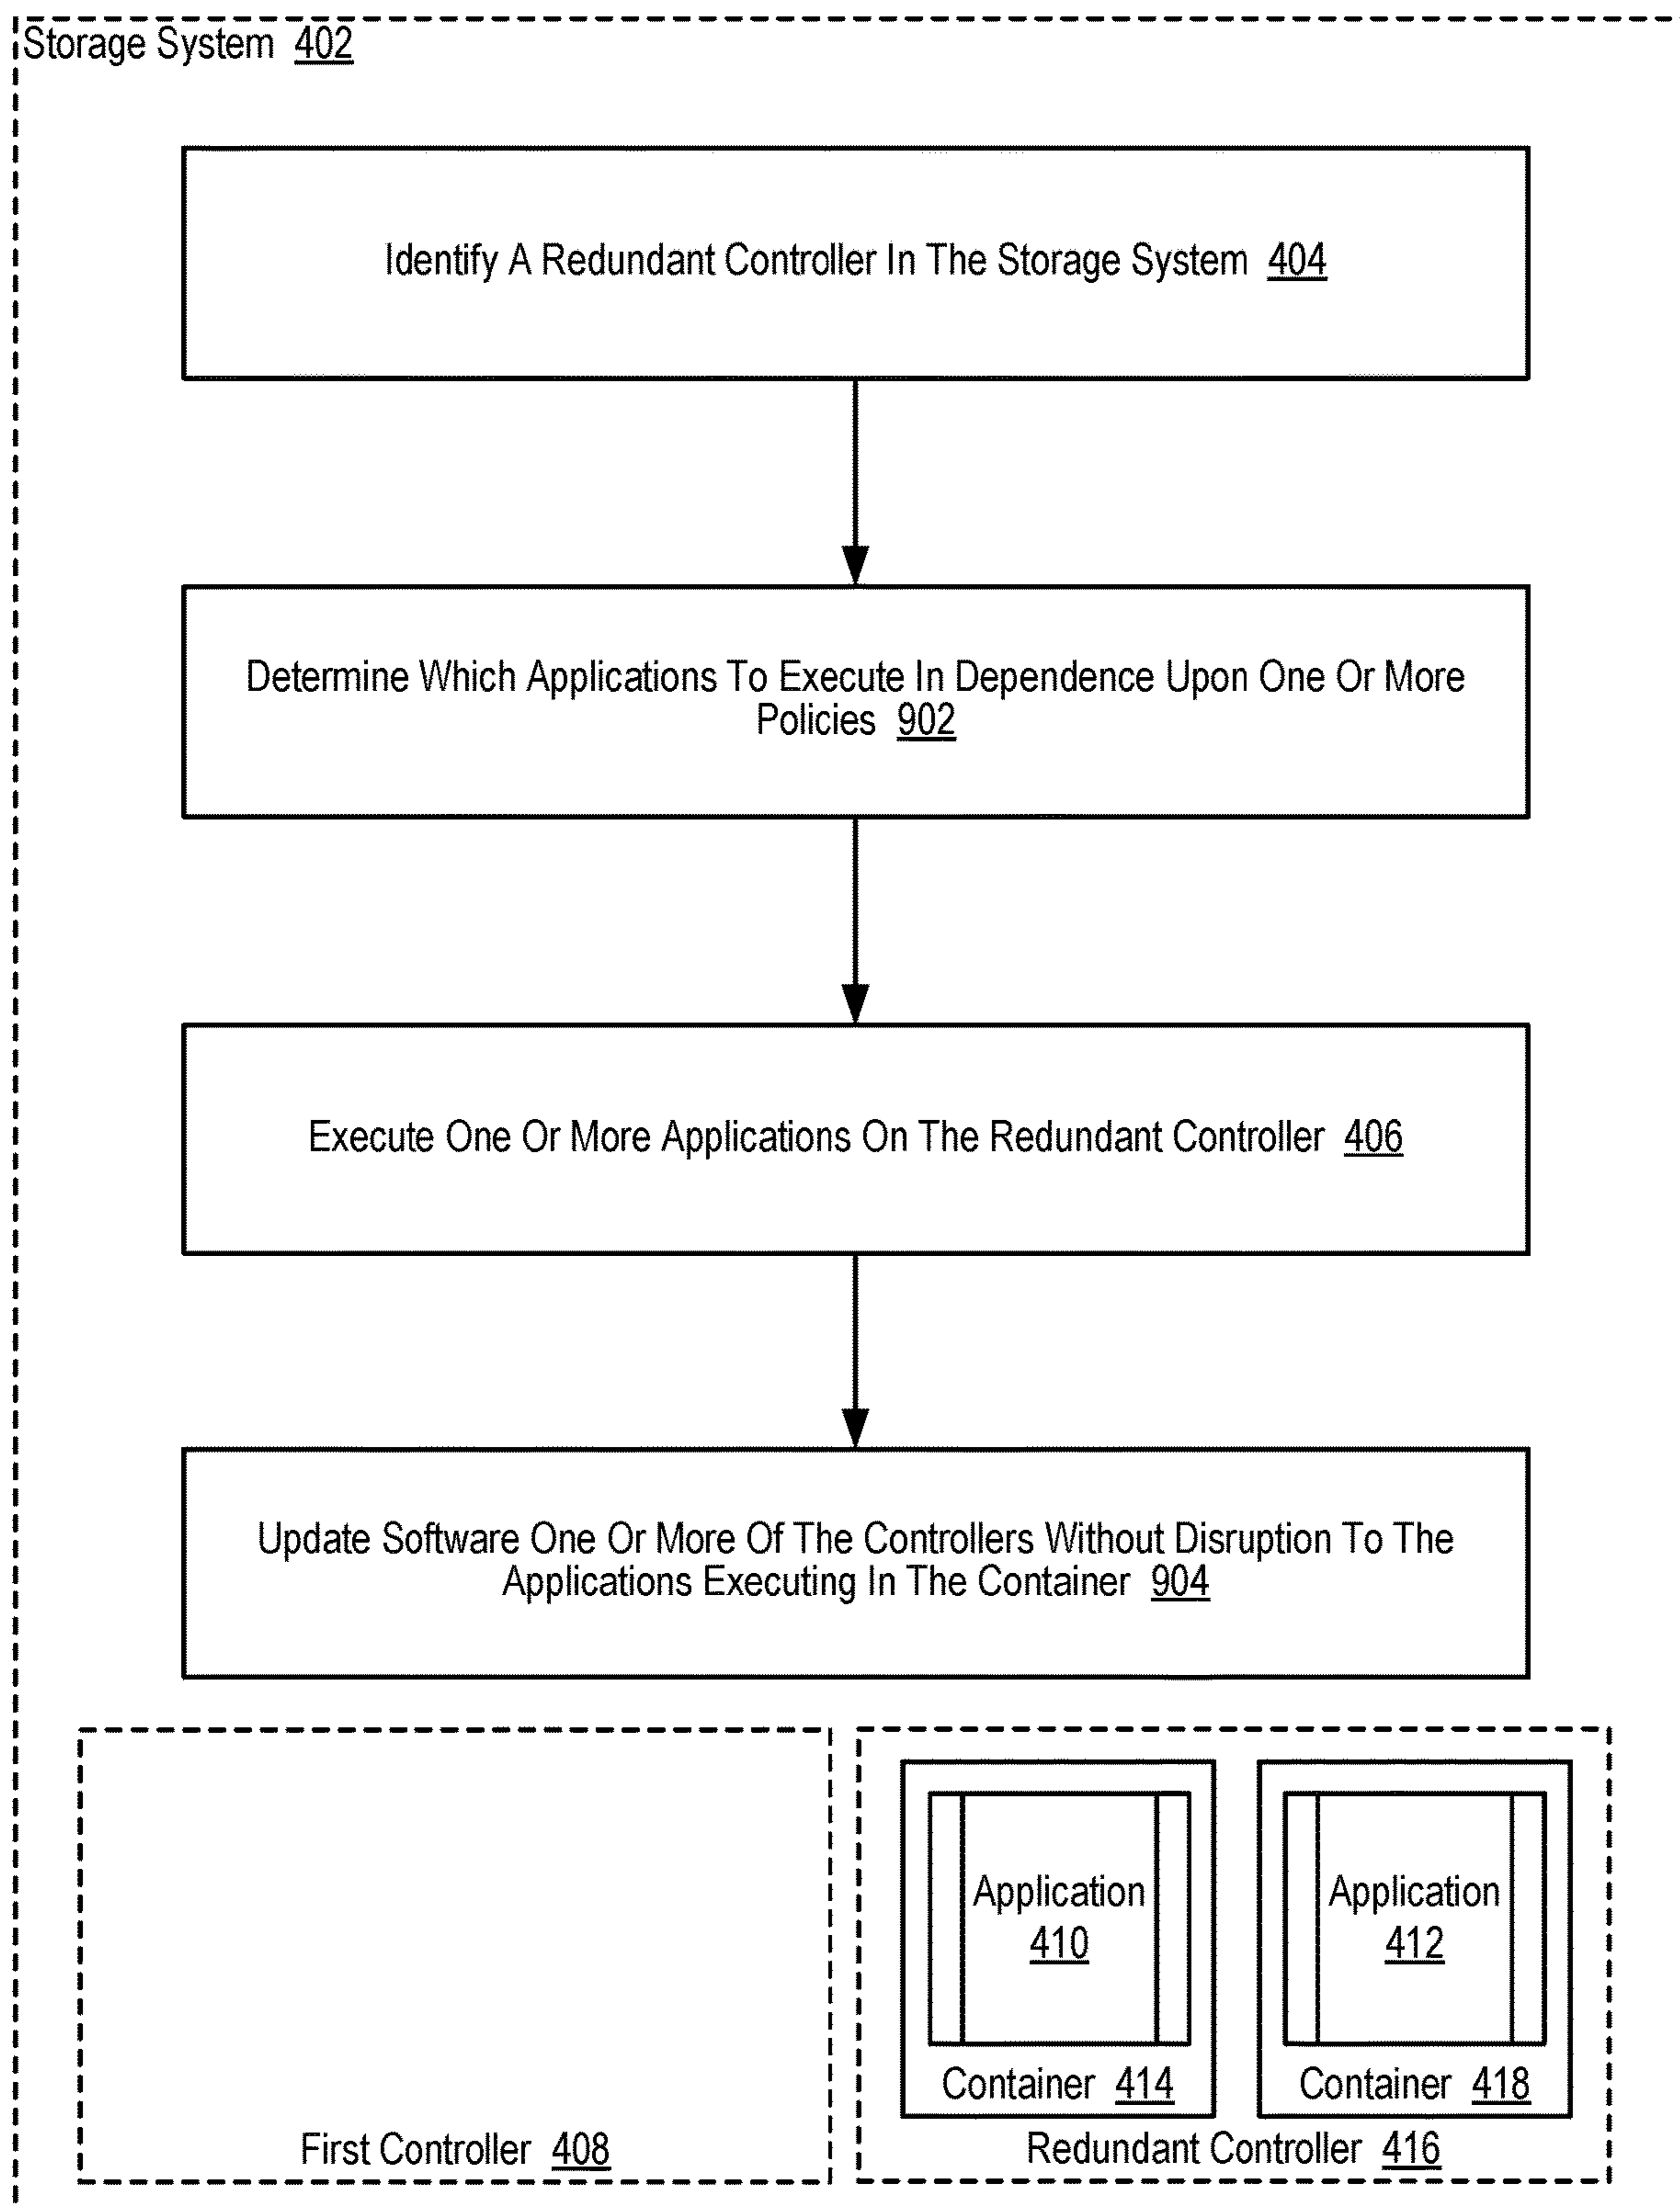 Storage System 402
Identify A Redundant Controller In The Storage System 404
Determine Which Applications To Execute In Dependence Upon One Or More
Policies 902
Execute One Or More Applications On The Redundant Controller 406
Update Software One Or More Of The Controllers Without Disruption To The
Applications Executing In The Container 904
First Controller 408
Application
410
Container 414
Application
412
Container 418
Redundant Controller 416